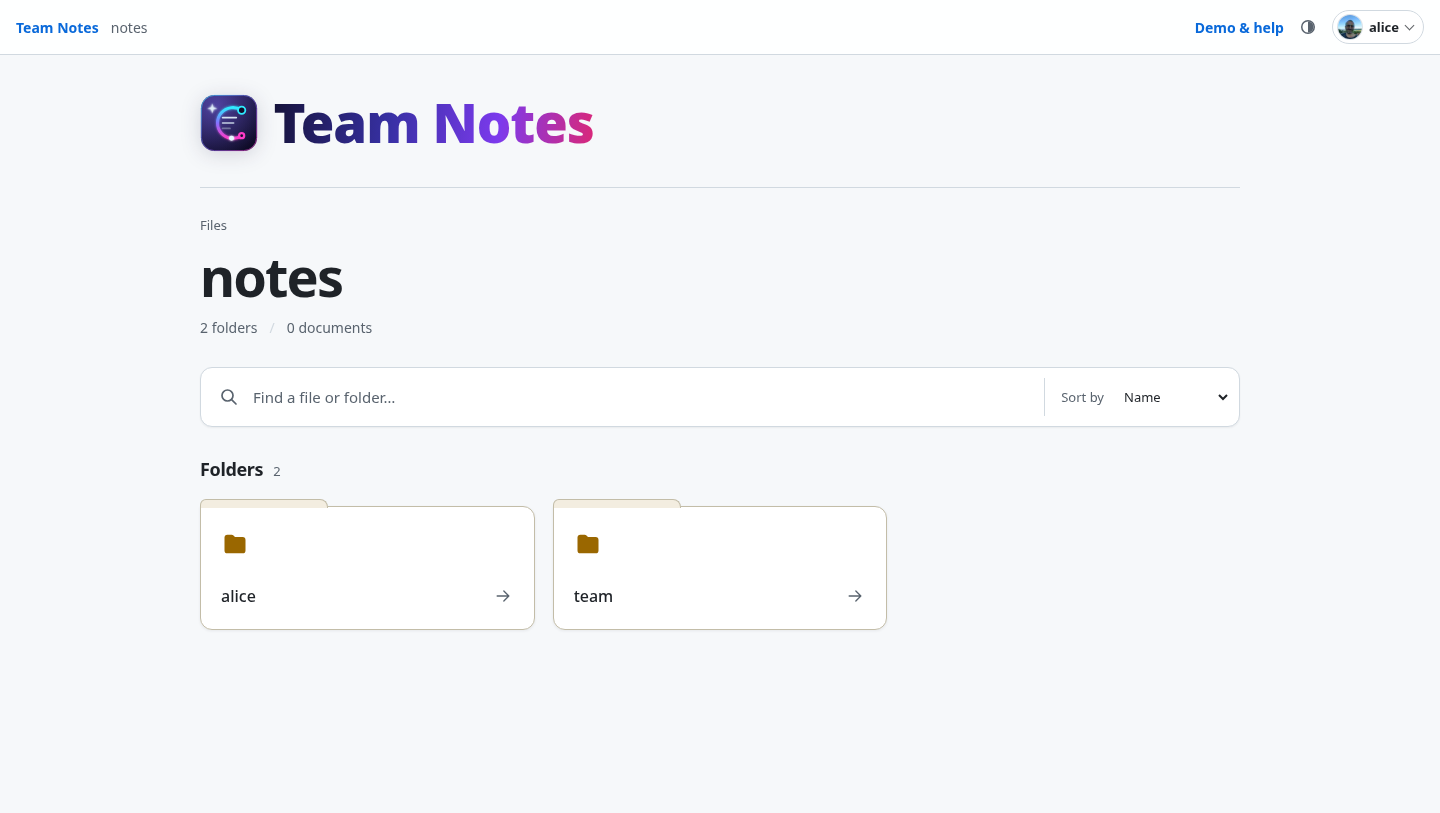 Team Notes notes Demo & help alice
Team Notes
Files
notes
2 folders / 0 documents
Find a file or folder... Sort by Name
Folders 2
alice
team